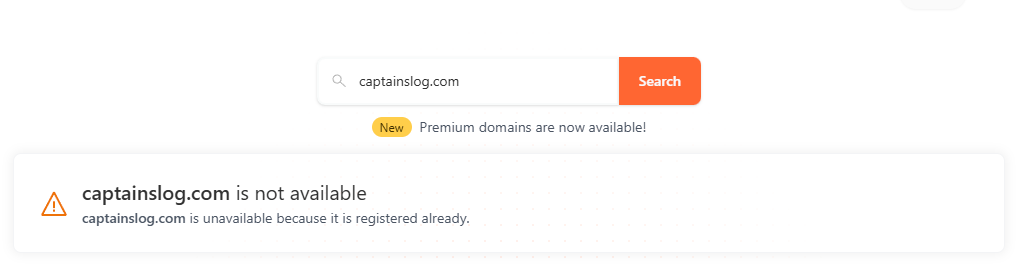 captainslog.com
Search
New Premium domains are now available!
captainslog.com is not available
captainslog.com is unavailable because it is registered already.